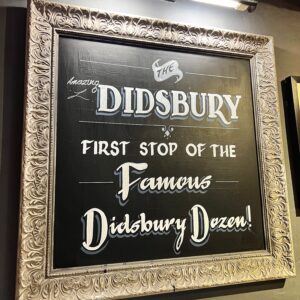 THE
Amazing
DIDSBURY
FIRST STOP OF THE
Famous
Didsbury Dozen!